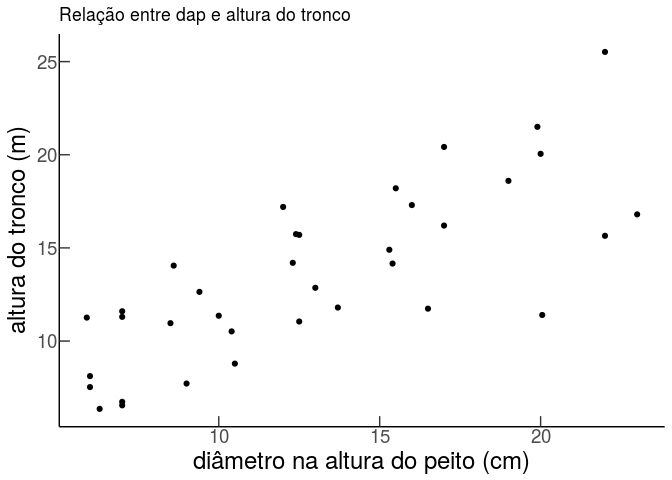 Relação entre dap e altura do tronco
altura do tronco (m)
25
20
15
10
10
15
20
diâmetro na altura do peito (cm)